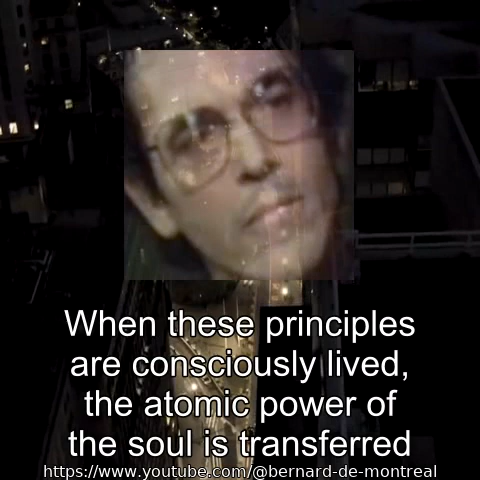 When these principles
are consciously lived,
the atomic power of
the soul is transferred
https://www.youtube.com/@bernard-de-montreal